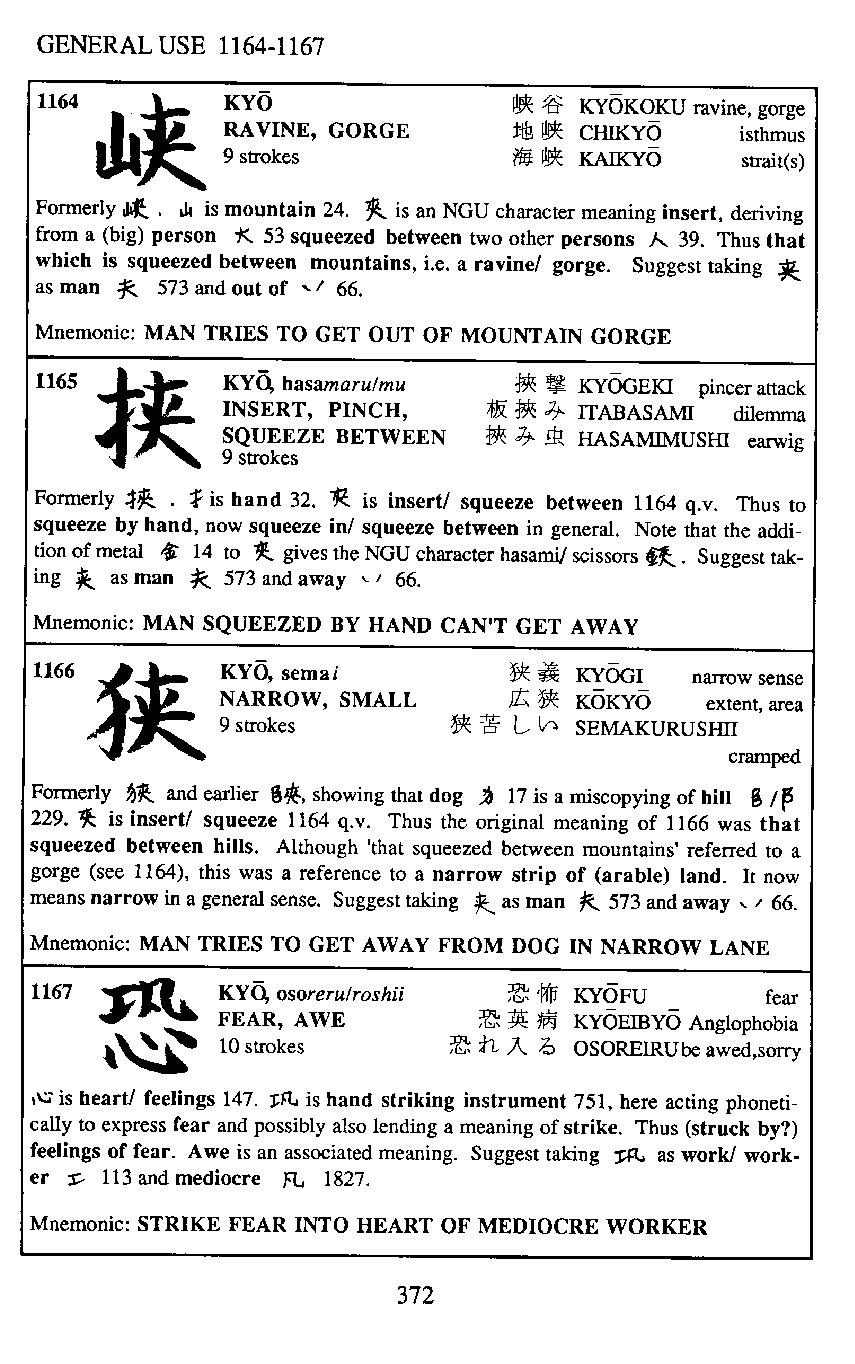 GENERAL USE 1164-1167
1164 峡 KYŌ 峡谷 KYŌKOKU ravine, gorge
RAVINE, GORGE 地峡 CHIKYŌ isthmus
9 strokes 海峡 KAIKYŌ strait(s)
Formerly 峽. 山 is mountain 24. 夾 is an NGU character meaning insert, deriving
from a (big) person 大 53 squeezed between two other persons 人 39. Thus that
which is squeezed between mountains, i.e. a ravine/ gorge. Suggest taking 夹
as man 夫 573 and out of 丷 66.
Mnemonic: MAN TRIES TO GET OUT OF MOUNTAIN GORGE
1165 挟 KYŌ, hasamaru/mu 挟撃 KYŌGEKI pincer attack
INSERT, PINCH, 板挟み ITABASAMI dilemma
SQUEEZE BETWEEN 挟み虫 HASAMIMUSHI earwig
9 strokes
Formerly 挾. 扌 is hand 32. 夾 is insert/ squeeze between 1164 q.v. Thus to
squeeze by hand, now squeeze in/ squeeze between in general. Note that the addi-
tion of metal 金 14 to 夾 gives the NGU character hasami/ scissors 鋏. Suggest tak-
ing 夹 as man 夫 573 and away 丷 66.
Mnemonic: MAN SQUEEZED BY HAND CAN'T GET AWAY
1166 狭 KYŌ, semai 狭義 KYŌGI narrow sense
NARROW, SMALL 広狭 KŌKYŌ extent, area
9 strokes 狭苦しい SEMAKURUSHII
cramped
Formerly 狹 and earlier 陜, showing that dog 犭 17 is a miscopying of hill 阜/阝
229. 夾 is insert/ squeeze 1164 q.v. Thus the original meaning of 1166 was that
squeezed between hills. Although 'that squeezed between mountains' referred to a
gorge (see 1164), this was a reference to a narrow strip of (arable) land. It now
means narrow in a general sense. Suggest taking 夹 as man 夫 573 and away 丷 66.
Mnemonic: MAN TRIES TO GET AWAY FROM DOG IN NARROW LANE
1167 恐 KYŌ, osoreru/roshii 恐怖 KYŌFU fear
FEAR, AWE 恐英病 KYŌEIBYŌ Anglophobia
10 strokes 恐れ入る OSOREIRU be awed,sorry
心 is heart/ feelings 147. 巩 is hand striking instrument 751, here acting phoneti-
cally to express fear and possibly also lending a meaning of strike. Thus (struck by?)
feelings of fear. Awe is an associated meaning. Suggest taking 巩 as work/ work-
er 工 113 and mediocre 凡 1827.
Mnemonic: STRIKE FEAR INTO HEART OF MEDIOCRE WORKER
372